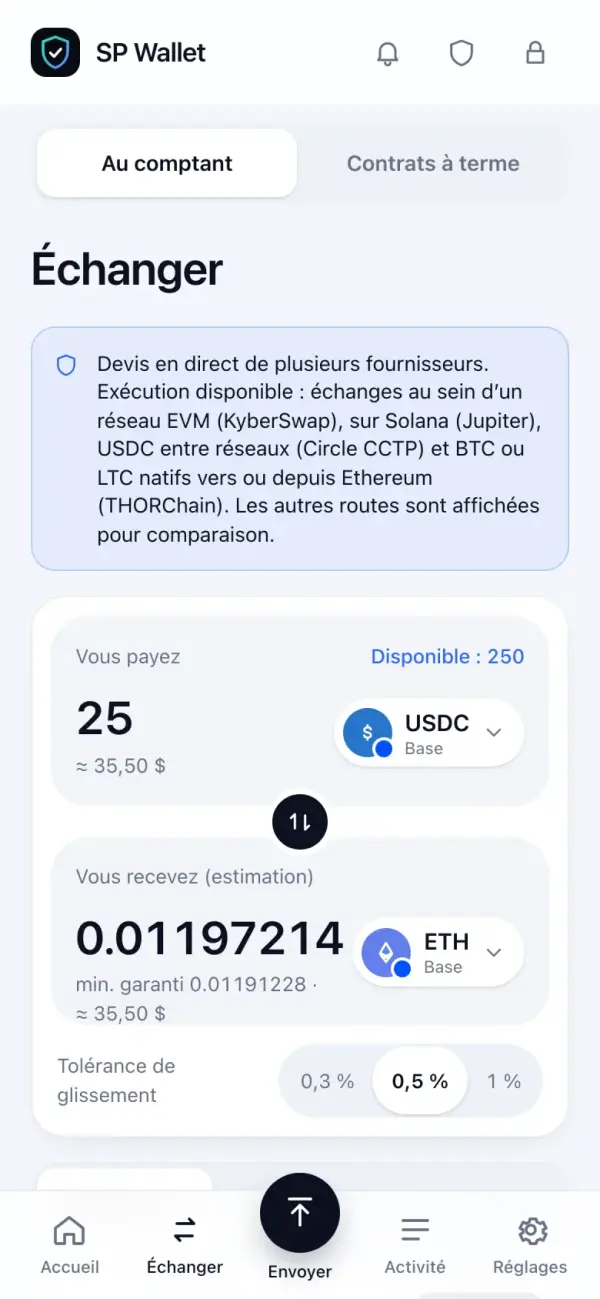 SP Wallet
Au comptant
Contrats à terme
Échanger
Devis en direct de plusieurs fournisseurs.
Exécution disponible : échanges au sein d’un
réseau EVM (KyberSwap), sur Solana (Jupiter),
USDC entre réseaux (Circle CCTP) et BTC ou
LTC natifs vers ou depuis Ethereum
(THORChain). Les autres routes sont affichées
pour comparaison.
Vous payez
Disponible : 250
25
≈ 35,50 $
$
USDC
Base
Vous recevez (estimation)
0.01197214
min. garanti 0.01191228 ·
≈ 35,50 $
ETH
Base
Tolérance de
glissement
0,3 %
0,5 %
1 %
Accueil
Échanger
Envoyer
Activité
Réglages